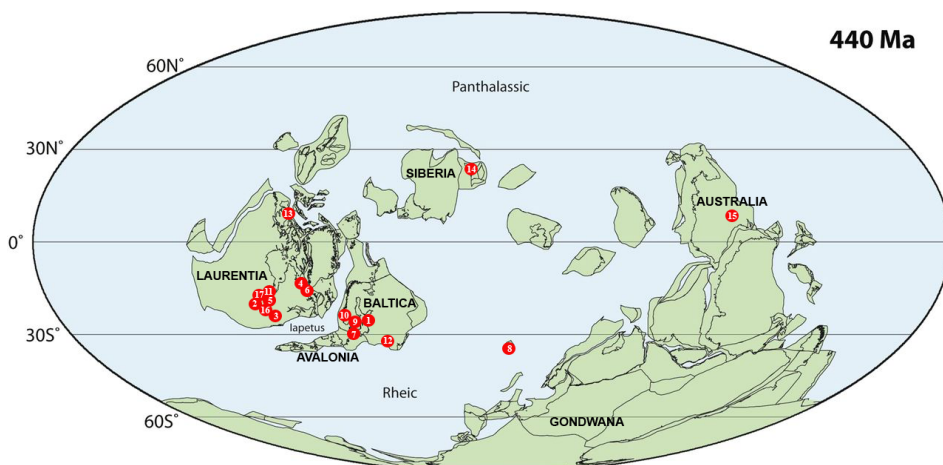 440 Ma
60N°
Panthalassic
30N°
SIBERIA
14
AUSTRALIA
13
15
0°
LAURENTIA
4
11
6
17
BALTICA
2
5
16
3
10
9
1
Iapetus
7
30S°
12
8
AVALONIA
Rheic
60S°
GONDWANA